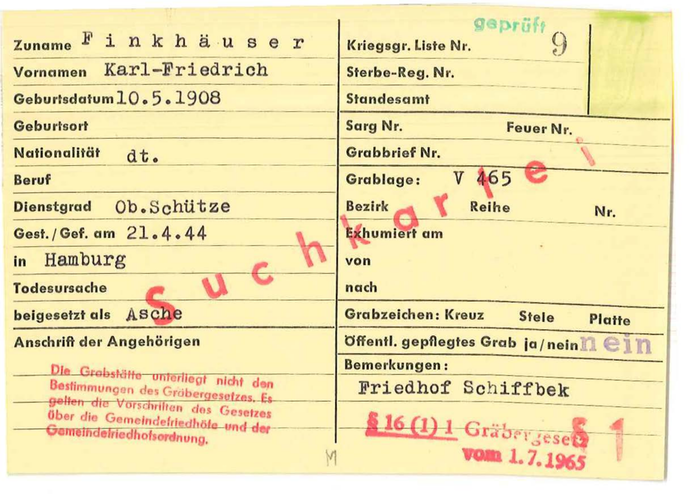 geprüft
Zuname Finkhäuser
Vornamen Karl-Friedrich
Geburtsdatum 10.5.1908
Geburtsort
Nationalität dt.
Beruf
Dienstgrad Ob.Schütze
Gest./Gef. am 21.4.44
in Hamburg
Todesursache
beigesetzt als Asche
Anschrift der Angehörigen
Die Grabstätte unterliegt nicht den
Bestimmungen des Gräbergesetzes. Es
gelten die Vorschriften des Gesetzes
über die Gemeindefriedhöfe und der
Gemeindefriedhofsordnung.
Kriegsgr. Liste Nr. 9
Sterbe-Reg. Nr.
Standesamt
Sarg Nr. Feuer Nr.
Grabbrief Nr.
Grablage: V 465
Bezirk Reihe Nr.
Exhumiert am
von
nach
Grabzeichen: Kreuz Stele Platte
Öffentl. gepflegtes Grab ja/nein nein
Bemerkungen:
Friedhof Schiffbek
§ 16 (1) 1 Gräbergesetz
vom 1.7.1965
§ 1
Suchkartei